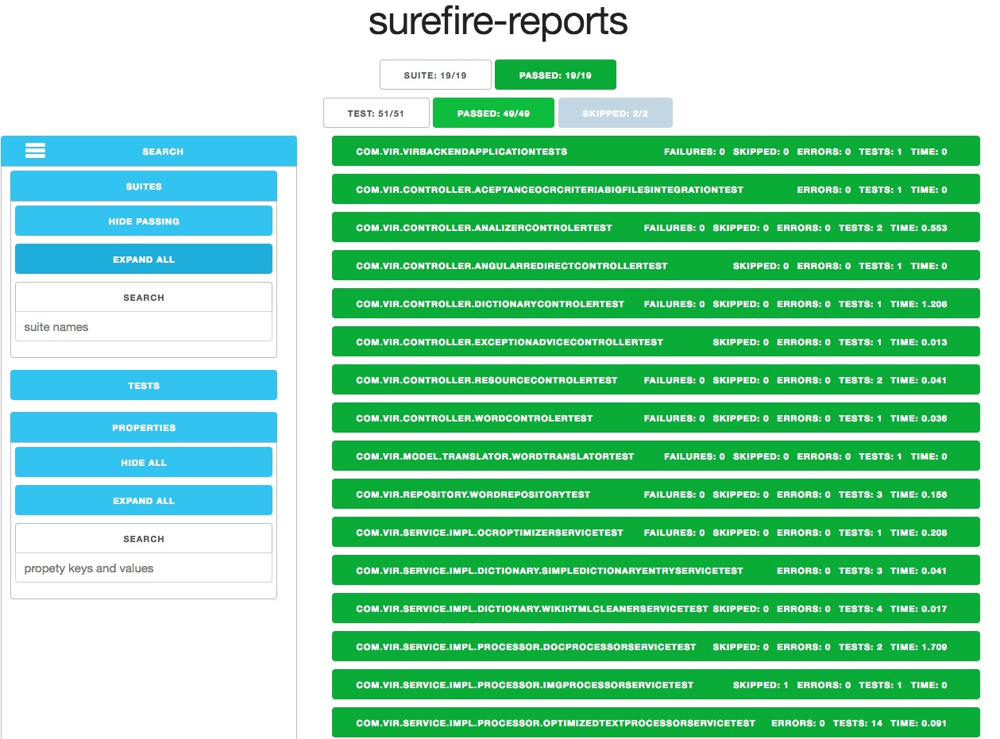 surefire-reports
SUITE: 19/19 PASSED: 19/19
TEST: 51/51 PASSED: 49/49 SKIPPED: 2/2
SEARCH
SUITES
HIDE PASSING
EXPAND ALL
SEARCH
suite names
TESTS
PROPERTIES
HIDE ALL
EXPAND ALL
SEARCH
propety keys and values
COM.VIR.VIRBACKENDAPPLICATIONTESTS FAILURES: 0 SKIPPED: 0 ERRORS: 0 TESTS: 1 TIME: 0
COM.VIR.CONTROLLER.ACEPTANCEOCRCRITERIABIGFILESINTEGRATIONTEST ERRORS: 0 TESTS: 1 TIME: 0
COM.VIR.CONTROLLER.ANALIZERCONTROLERTEST FAILURES: 0 SKIPPED: 0 ERRORS: 0 TESTS: 2 TIME: 0.553
COM.VIR.CONTROLLER.ANGULARREDIRECTCONTROLLERTEST SKIPPED: 0 ERRORS: 0 TESTS: 1 TIME: 0
COM.VIR.CONTROLLER.DICTIONARYCONTROLERTEST FAILURES: 0 SKIPPED: 0 ERRORS: 0 TESTS: 1 TIME: 1.208
COM.VIR.CONTROLLER.EXCEPTIONADVICECONTROLLERTEST SKIPPED: 0 ERRORS: 0 TESTS: 1 TIME: 0.013
COM.VIR.CONTROLLER.RESOURCECONTROLERTEST FAILURES: 0 SKIPPED: 0 ERRORS: 0 TESTS: 2 TIME: 0.041
COM.VIR.CONTROLLER.WORDCONTROLERTEST FAILURES: 0 SKIPPED: 0 ERRORS: 0 TESTS: 1 TIME: 0.036
COM.VIR.MODEL.TRANSLATOR.WORDTRANSLATORTEST FAILURES: 0 SKIPPED: 0 ERRORS: 0 TESTS: 1 TIME: 0
COM.VIR.REPOSITORY.WORDREPOSITORYTEST FAILURES: 0 SKIPPED: 0 ERRORS: 0 TESTS: 3 TIME: 0.156
COM.VIR.SERVICE.IMPL.OCROPTIMIZERSERVICETEST FAILURES: 0 SKIPPED: 0 ERRORS: 0 TESTS: 1 TIME: 0.208
COM.VIR.SERVICE.IMPL.DICTIONARY.SIMPLEDICTIONARYENTRYSERVICETEST ERRORS: 0 TESTS: 3 TIME: 0.041
COM.VIR.SERVICE.IMPL.DICTIONARY.WIKIHTMLCLEANERSERVICETEST SKIPPED: 0 ERRORS: 0 TESTS: 4 TIME: 0.017
COM.VIR.SERVICE.IMPL.PROCESSOR.DOCPROCESSORSERVICETEST SKIPPED: 0 ERRORS: 0 TESTS: 2 TIME: 1.709
COM.VIR.SERVICE.IMPL.PROCESSOR.IMGPROCESSORSERVICETEST SKIPPED: 1 ERRORS: 0 TESTS: 1 TIME: 0
COM.VIR.SERVICE.IMPL.PROCESSOR.OPTIMIZEDTEXTPROCESSORSERVICETEST ERRORS: 0 TESTS: 14 TIME: 0.091